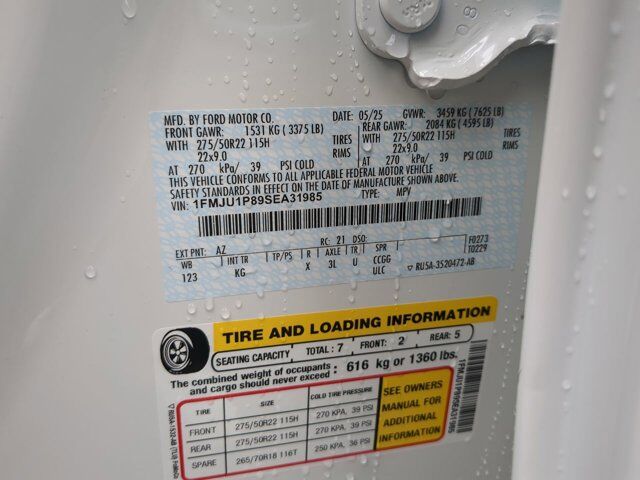 MFD. BY FORD MOTOR CO. DATE: 05/25 GVWR: 3459 KG (7625 LB)
FRONT GAWR: 1531 KG (3375 LB) REAR GAWR: 2084 KG (4595 LB)
WITH 275/50R22 115H TIRES WITH 275/50R22 115H TIRES
22x9.0 RIMS 22x9.0 RIMS
AT 270 kPa/ 39 PSI COLD AT 270 kPa/ 39 PSI COLD
THIS VEHICLE CONFORMS TO ALL APPLICABLE FEDERAL MOTOR VEHICLE
SAFETY STANDARDS IN EFFECT ON THE DATE OF MANUFACTURE SHOWN ABOVE.
VIN: 1FMJU1P89SEA31985 TYPE: MPV
EXT PNT: AZ RC: 21 DSO: F0273
WB INT TR TP/PS R AXLE TR SPR T0229
123 KG X 3L U CCGG
ULC ▽ RU5A-3520472-AB
TIRE AND LOADING INFORMATION
SEATING CAPACITY TOTAL: 7 FRONT: 2 REAR: 5
The combined weight of occupants and cargo should never exceed: 616 kg or 1360 lbs.
TIRE SIZE COLD TIRE PRESSURE
FRONT 275/50R22 115H 270 KPA, 39 PSI
REAR 275/50R22 115H 270 KPA, 39 PSI
SPARE 265/70R18 116T 250 KPA, 36 PSI
SEE OWNERS
MANUAL FOR
ADDITIONAL
INFORMATION
1FMJU1P89SEA31985